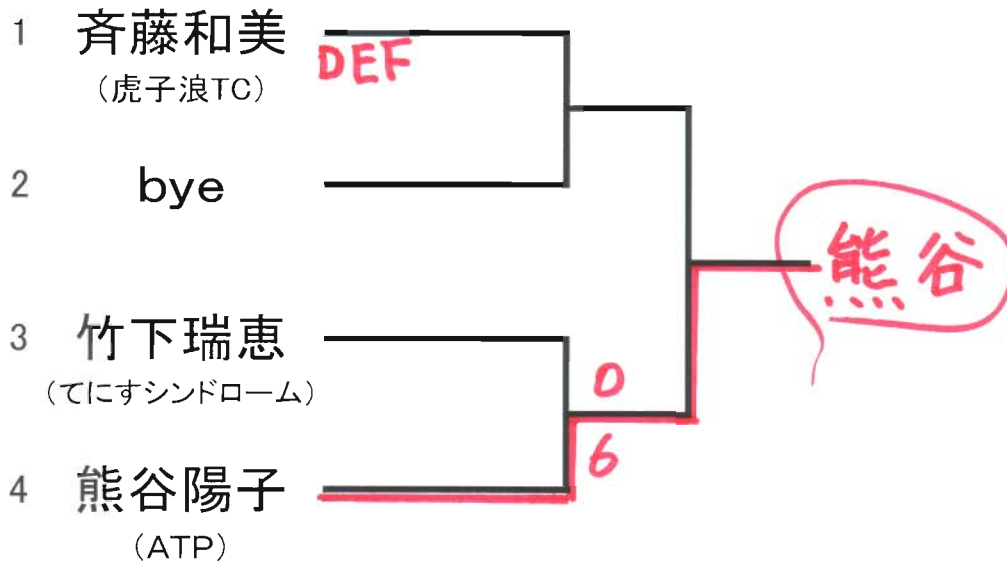 1 斉藤和美
DEF
(虎子浪TC)
2 bye
熊谷
3 竹下瑞恵
(てにすシンドローム)
0
6
4 熊谷陽子
(ATP)